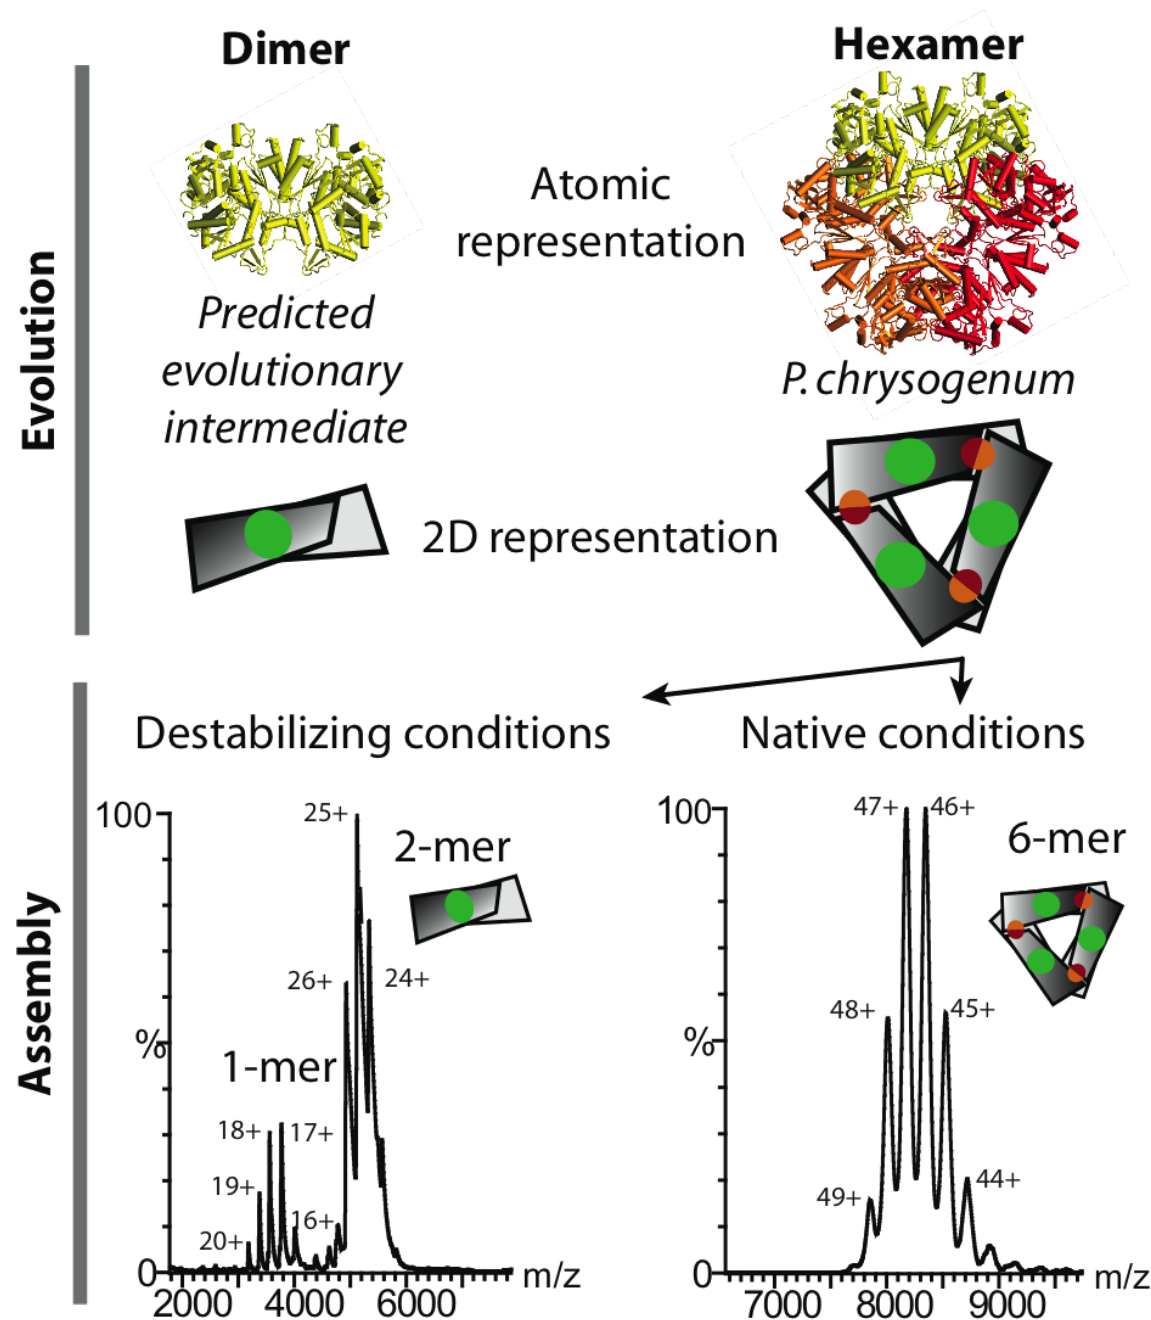 Dimer
Hexamer
Evolution
Atomic
representation
Predicted
evolutionary
intermediate
P. chrysogenum
2D representation
Destabilizing conditions
Native conditions
Assembly
100
25+
2-mer
26+
24+
%
1-mer
18+
17+
19+
16+
20+
0
m/z
2000
4000
6000
100
47+
46+
6-mer
48+
45+
%
49+
44+
0
m/z
7000
8000
9000